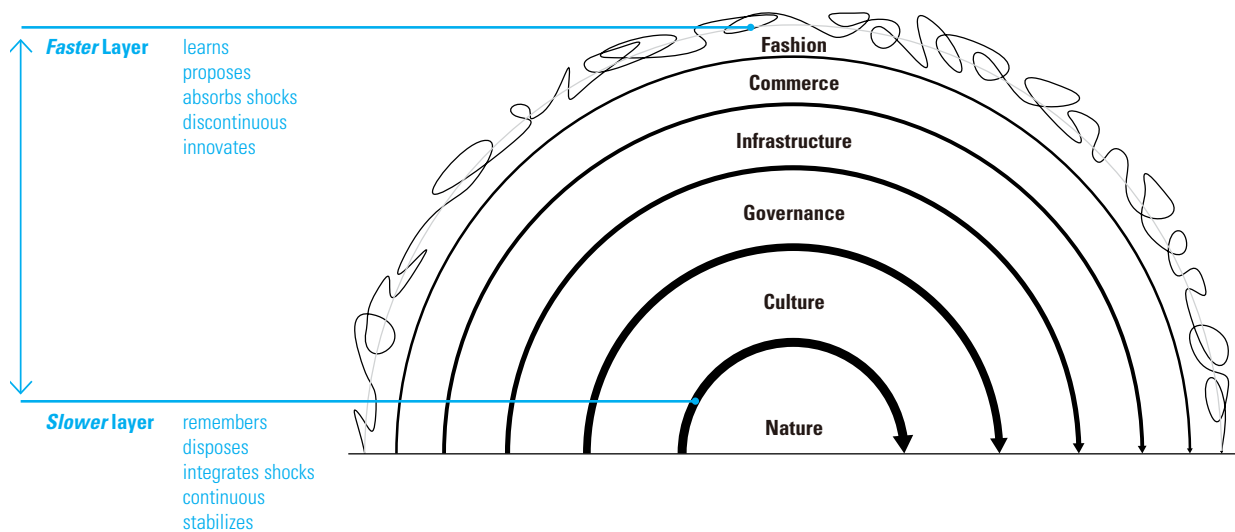 Faster Layer
learns
proposes
absorbs shocks
discontinuous
innovates
Fashion
Commerce
Infrastructure
Governance
Culture
Nature
Slower layer
remembers
disposes
integrates shocks
continuous
stabilizes